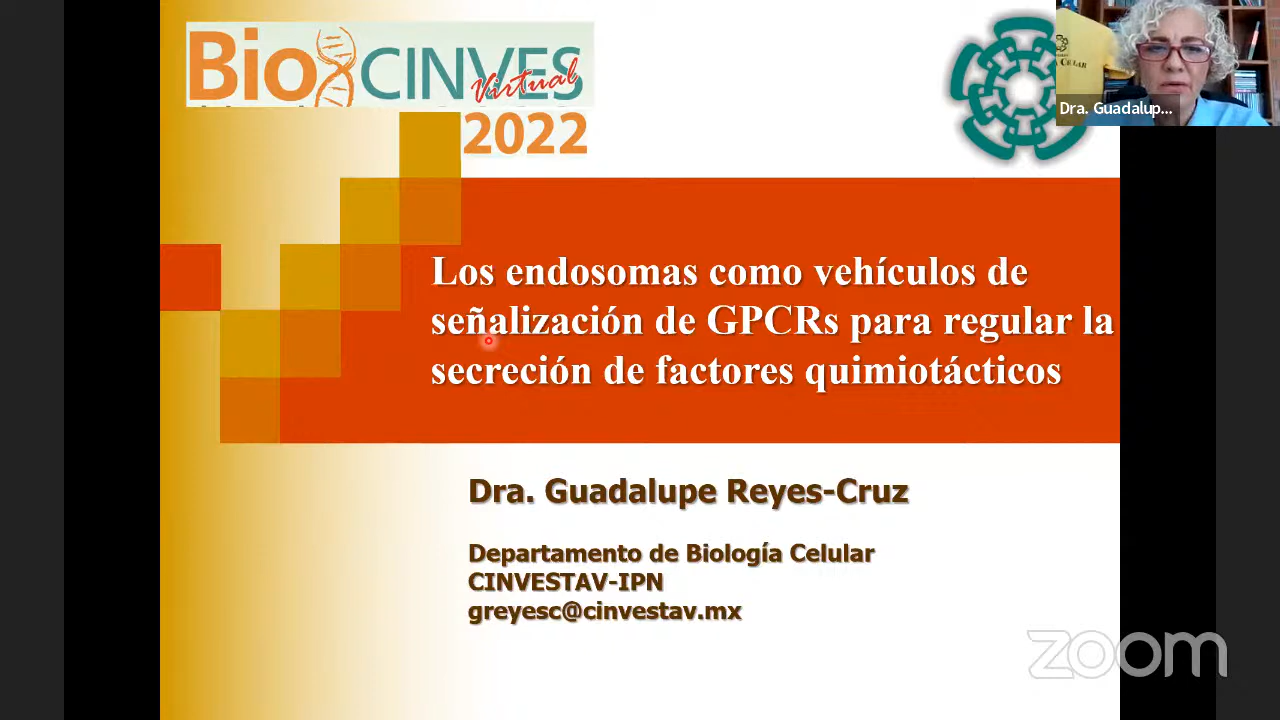 BioCINVES
Virtual
2022
Dra. Guadalup...
Los endosomas como vehículos de
señalización de GPCRs para regular la
secreción de factores quimiotácticos
Dra. Guadalupe Reyes-Cruz
Departamento de Biología Celular
CINVESTAV-IPN
greyesc@cinvestav.mx
zoom